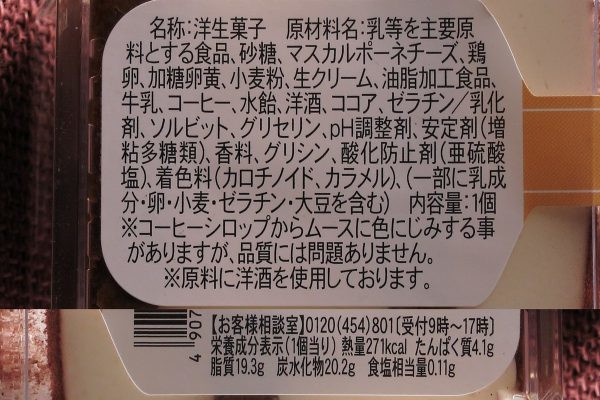 名称:洋生菓子　原材料名:乳等を主要原
料とする食品、砂糖、マスカルポーネチーズ、鶏
卵、加糖卵黄、小麦粉、生クリーム、油脂加工食品、
牛乳、コーヒー、水飴、洋酒、ココア、ゼラチン／乳化
剤、ソルビット、グリセリン、pH調整剤、安定剤(増
粘多糖類)、香料、グリシン、酸化防止剤(亜硫酸
塩)、着色料(カロチノイド、カラメル)、(一部に乳成
分・卵・小麦・ゼラチン・大豆を含む)　内容量:1個
※コーヒーシロップからムースに色にじみする事
がありますが、品質には問題ありません。
※原料に洋酒を使用しております。
4 907
【お客様相談室】0120(454)801〔受付9時～17時〕
栄養成分表示(1個当り) 熱量271kcal たんぱく質4.1g
脂質19.3g 炭水化物20.2g 食塩相当量0.11g